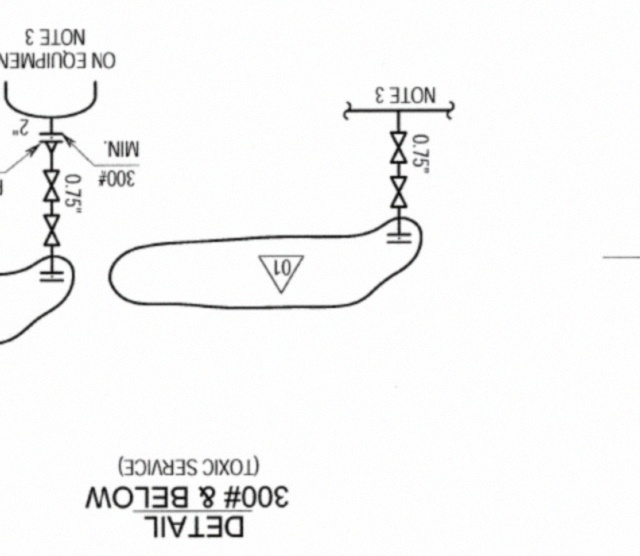 DETAIL
300# & BELOW
(TOXIC SERVICE)
01
0.75"
NOTE 3
0.75"
300#
MIN.
2"
ON EQUIPMEN
NOTE 3